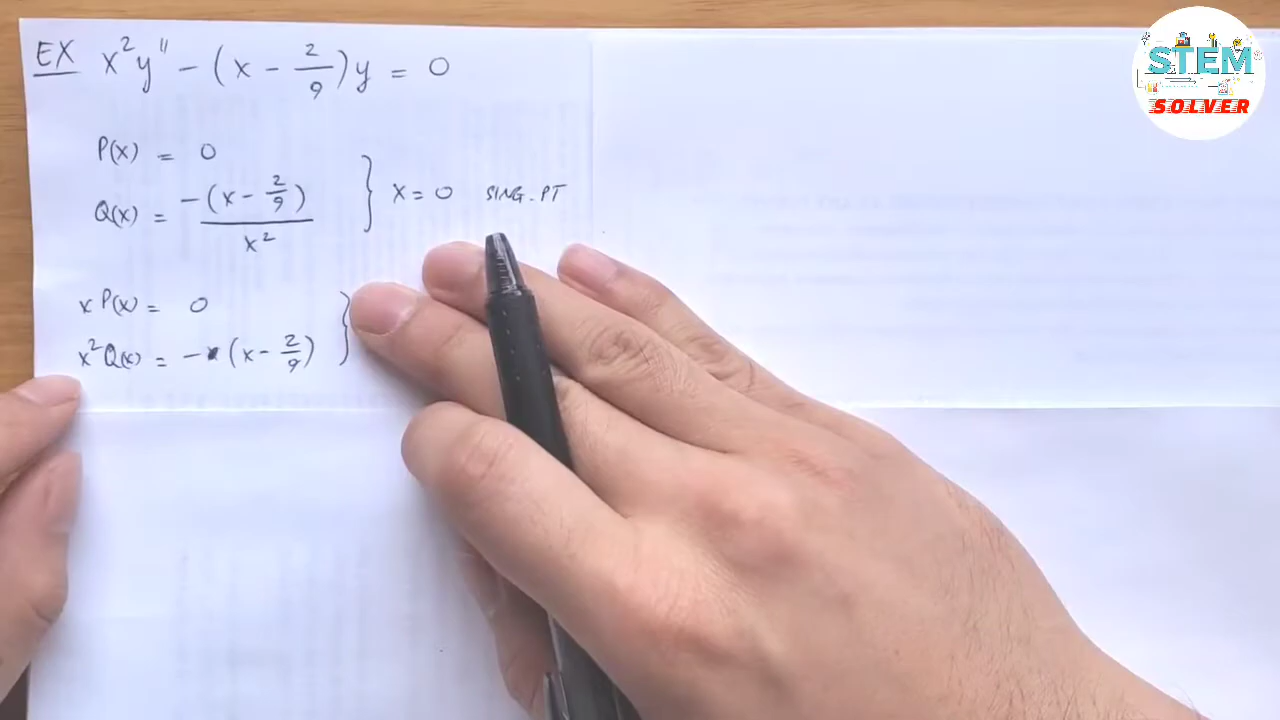 EX x²y'' - (x - 2/9)y = 0
P(x) = 0
Q(x) = -(x - 2/9) / x² } x = 0 SING. PT
x P(x) = 0
x²Q(x) = - (x - 2/9) }
STEM
SOLVER